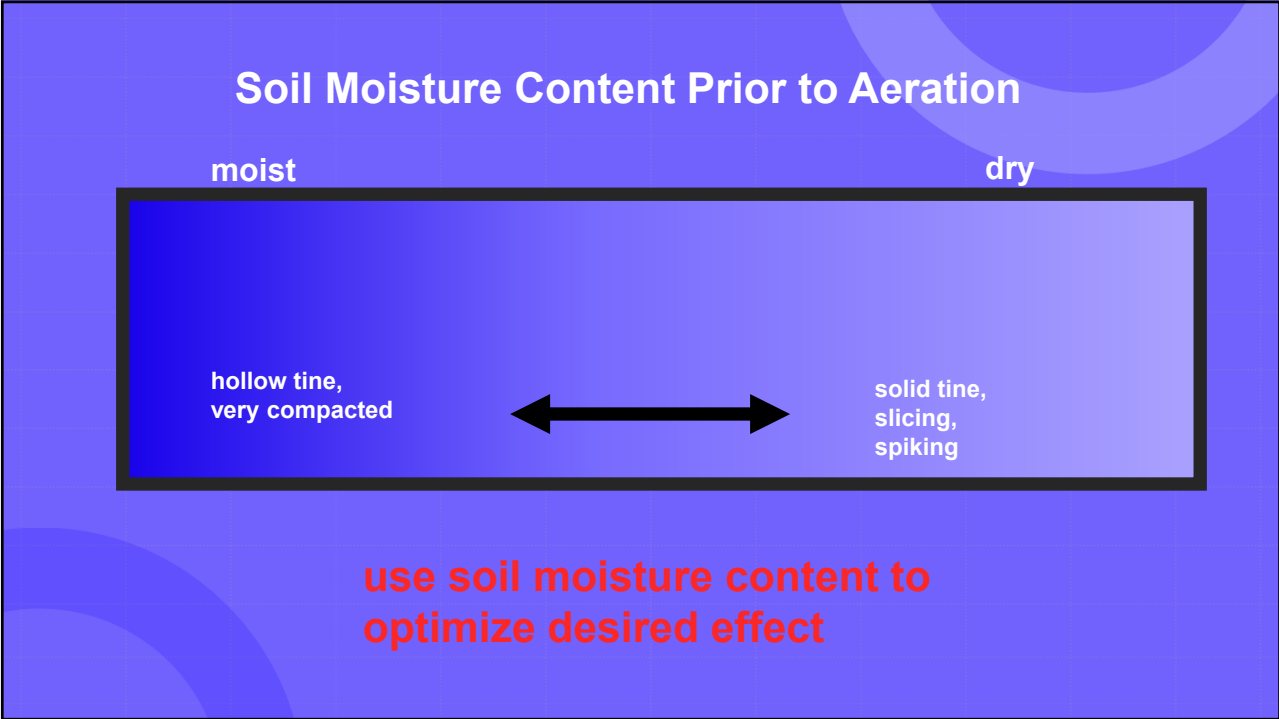 Soil Moisture Content Prior to Aeration
moist
dry
hollow tine,
very compacted
solid tine,
slicing,
spiking
use soil moisture content to
optimize desired effect